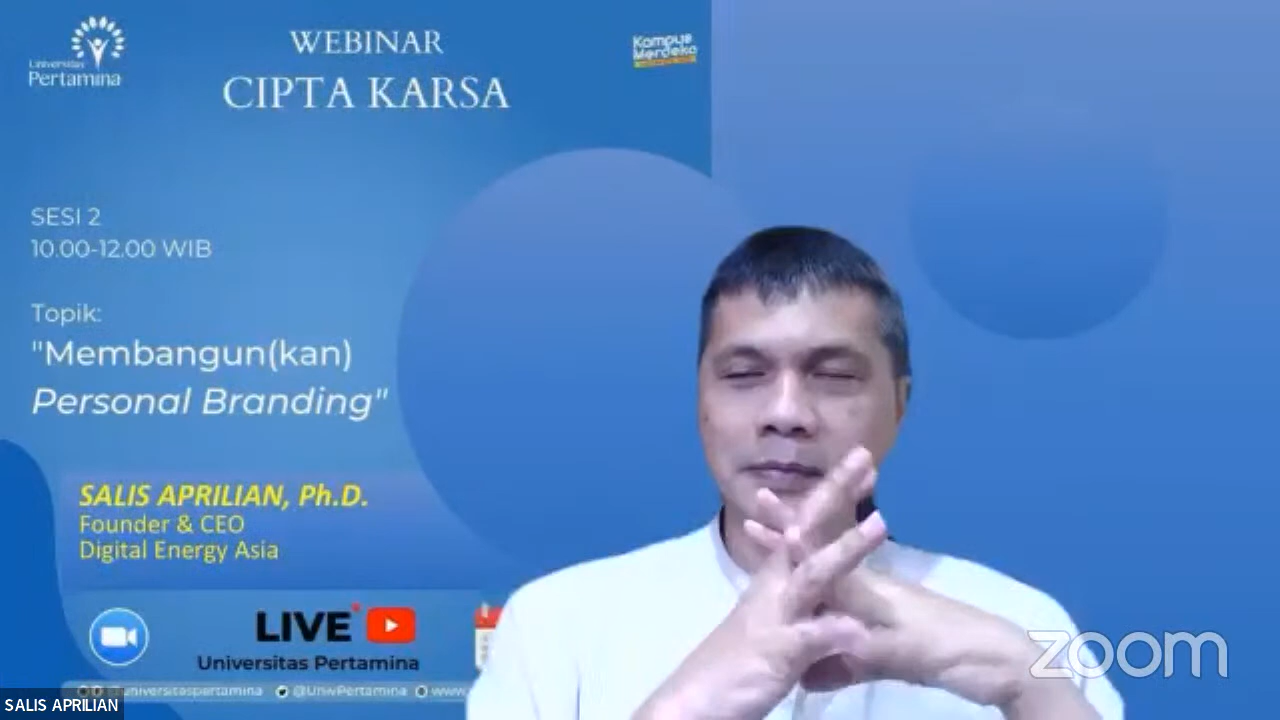 Universitas
Pertamina
WEBINAR
CIPTA KARSA
Kampus
Merdeka
SESI 2
10.00-12.00 WIB
Topik:
"Membangun(kan)
Personal Branding"
SALIS APRILIAN, Ph.D.
Founder & CEO
Digital Energy Asia
LIVE
Universitas Pertamina
universitaspertamina @UnivPertamina www.
zoom
SALIS APRILIAN